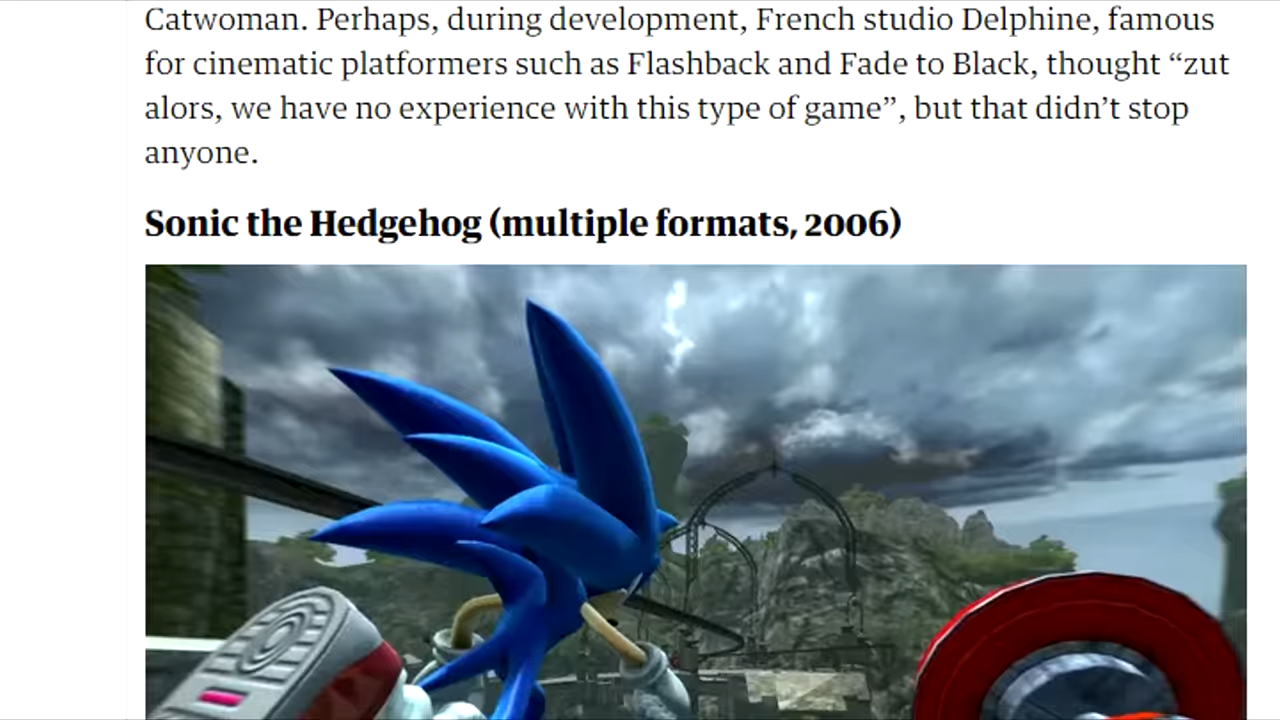 Catwoman. Perhaps, during development, French studio Delphine, famous
for cinematic platformers such as Flashback and Fade to Black, thought “zut
alors, we have no experience with this type of game”, but that didn’t stop
anyone.
Sonic the Hedgehog (multiple formats, 2006)